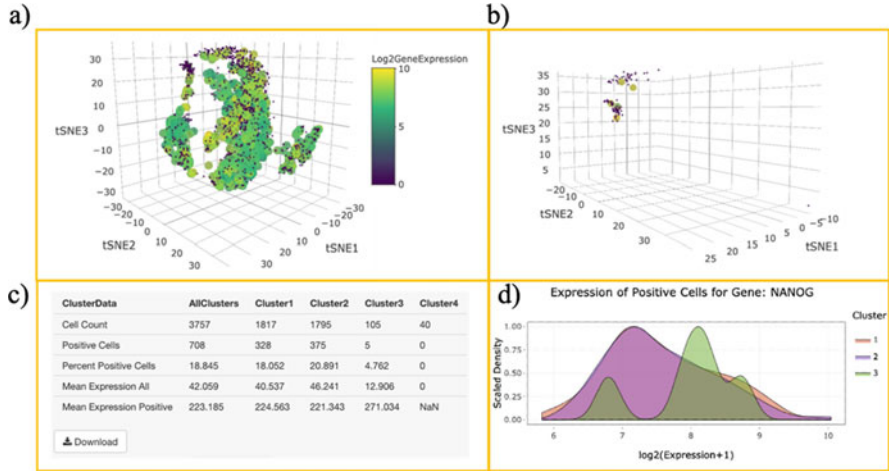 a)
Log2GeneExpression
10
5
0
30
20
10
0
−10
−20
−30
tSNE3
−30
−20
−10
0
10
20
30
tSNE2
−30
−20
−10
0
10
20
30
tSNE1
b)
35
30
25
20
15
10
5
tSNE3
−20
−10
0
10
20
30
tSNE2
25
20
15
10
5
0
−5
−10
tSNE1
c)
ClusterData AllClusters Cluster1 Cluster2 Cluster3 Cluster4
Cell Count 3757 1817 1795 105 40
Positive Cells 708 328 375 5 0
Percent Positive Cells 18.845 18.052 20.891 4.762 0
Mean Expression All 42.059 40.537 46.241 12.906 0
Mean Expression Positive 223.185 224.563 221.343 271.034 NaN
Download
d)
Expression of Positive Cells for Gene: NANOG
Cluster
1
2
3
Scaled Density
1.00
0.75
0.50
0.25
0.00
6 7 8 9 10
log2(Expression+1)